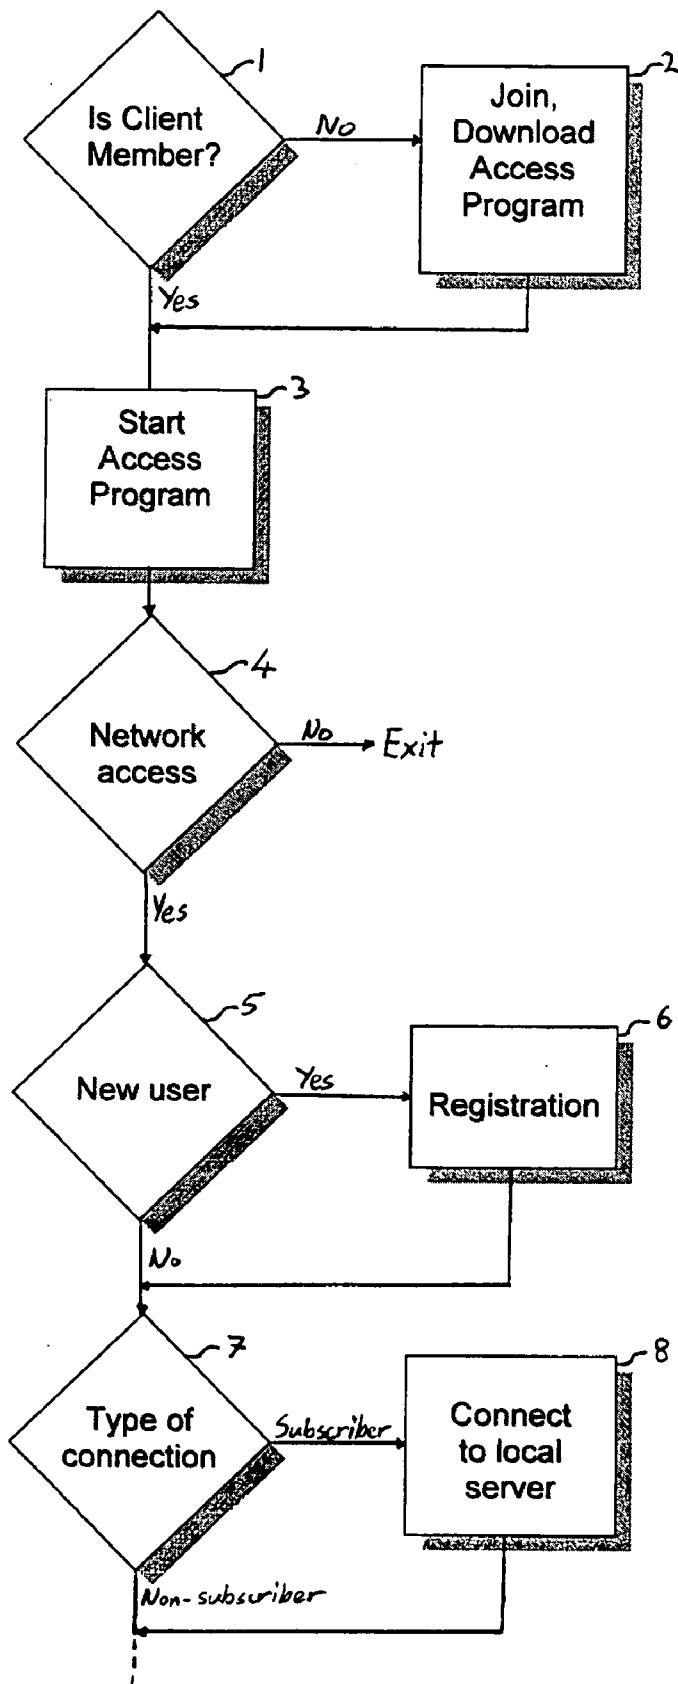 1
Is Client
Member?
No
2
Join,
Download
Access
Program
Yes
3
Start
Access
Program
4
Network
access
No
Exit
Yes
5
New user
Yes
6
Registration
No
7
Type of
connection
Subscriber
8
Connect
to local
server
Non-subscriber